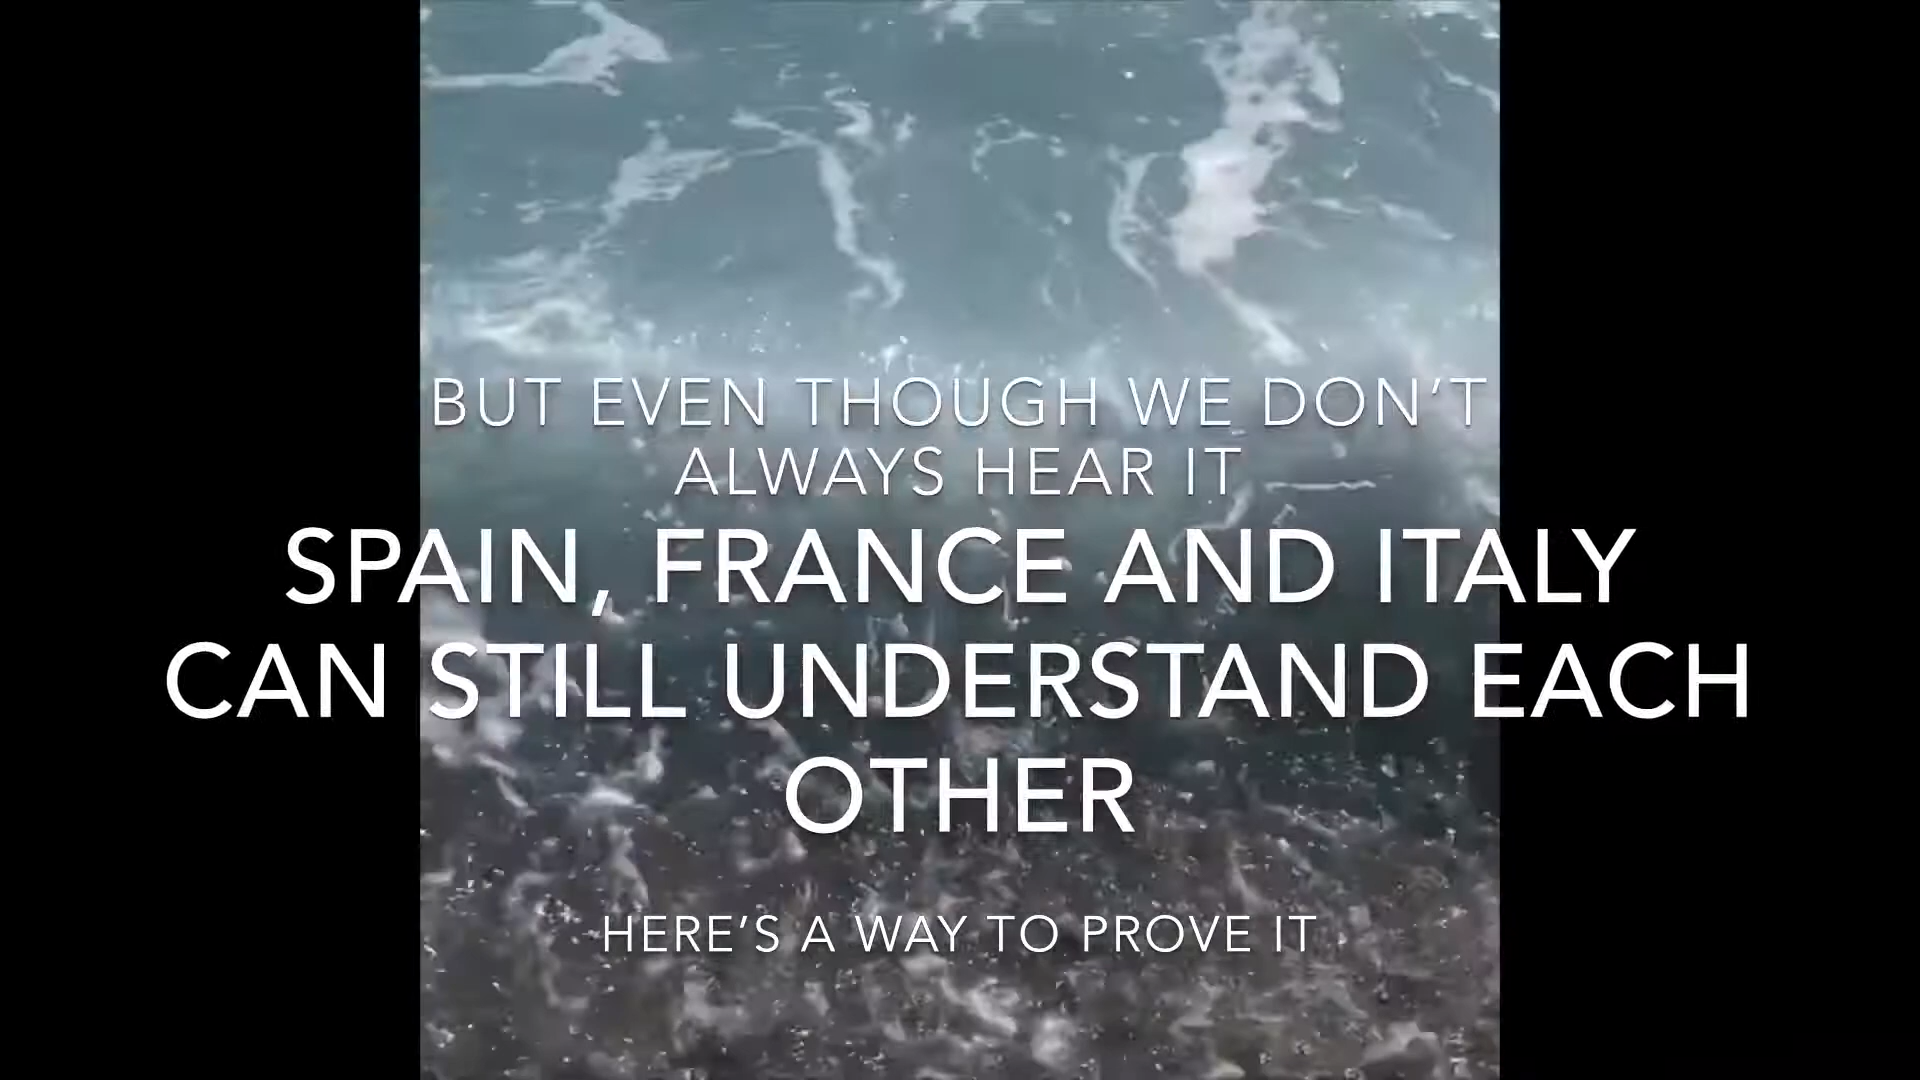 BUT EVEN THOUGH WE DON'T
ALWAYS HEAR IT
SPAIN, FRANCE AND ITALY
CAN STILL UNDERSTAND EACH
OTHER
HERE'S A WAY TO PROVE IT